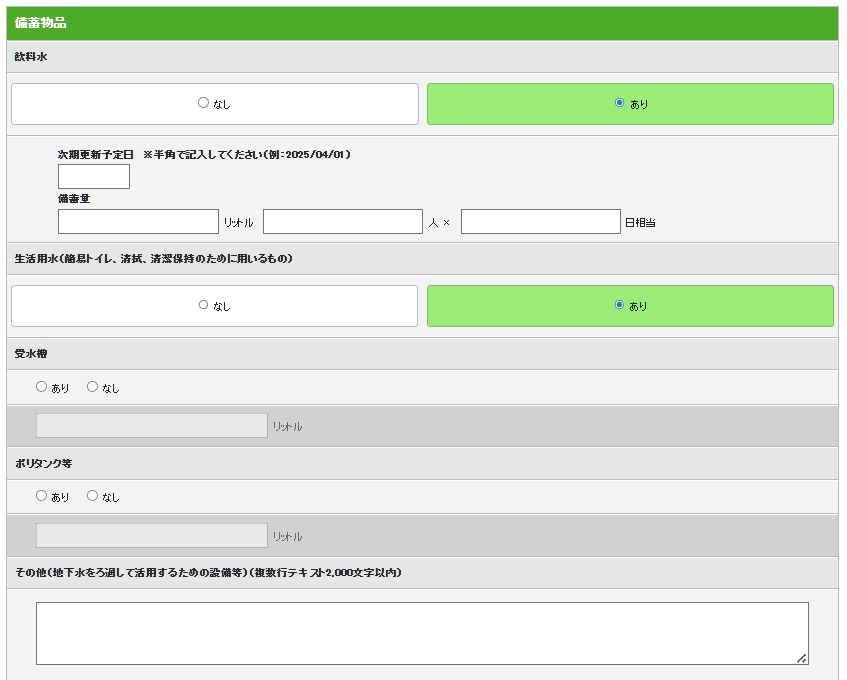 備蓄物品
飲料水
なし あり
次期更新予定日　※半角で記入してください(例:2025/04/01)
備蓄量
リットル 人 × 日相当
生活用水(簡易トイレ、清拭、清潔保持のために用いるもの)
なし あり
受水槽
あり なし
リットル
ポリタンク等
あり なし
リットル
その他(地下水をろ過して活用するための設備等)(複数行テキスト2,000文字以内)